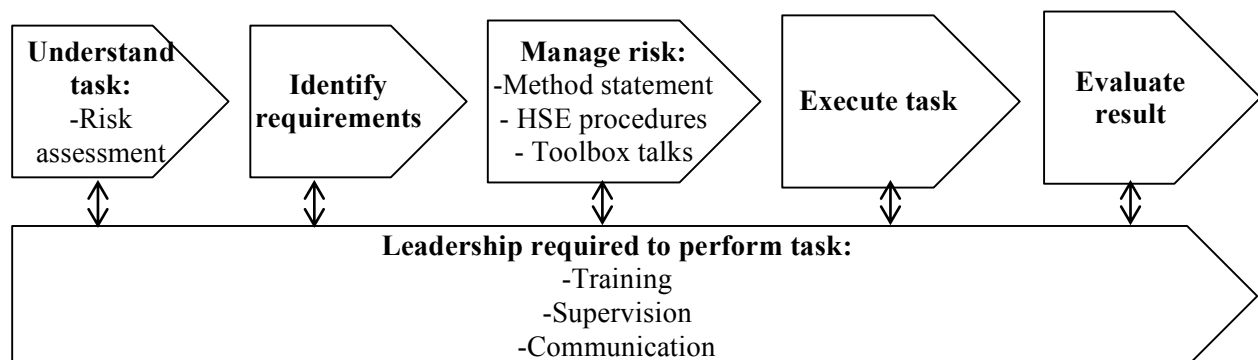 Understand
task:
-Risk
assessment
Identify
requirements
Manage risk:
-Method statement
- HSE procedures
- Toolbox talks
Execute task
Evaluate
result
Leadership required to perform task:
-Training
-Supervision
-Communication